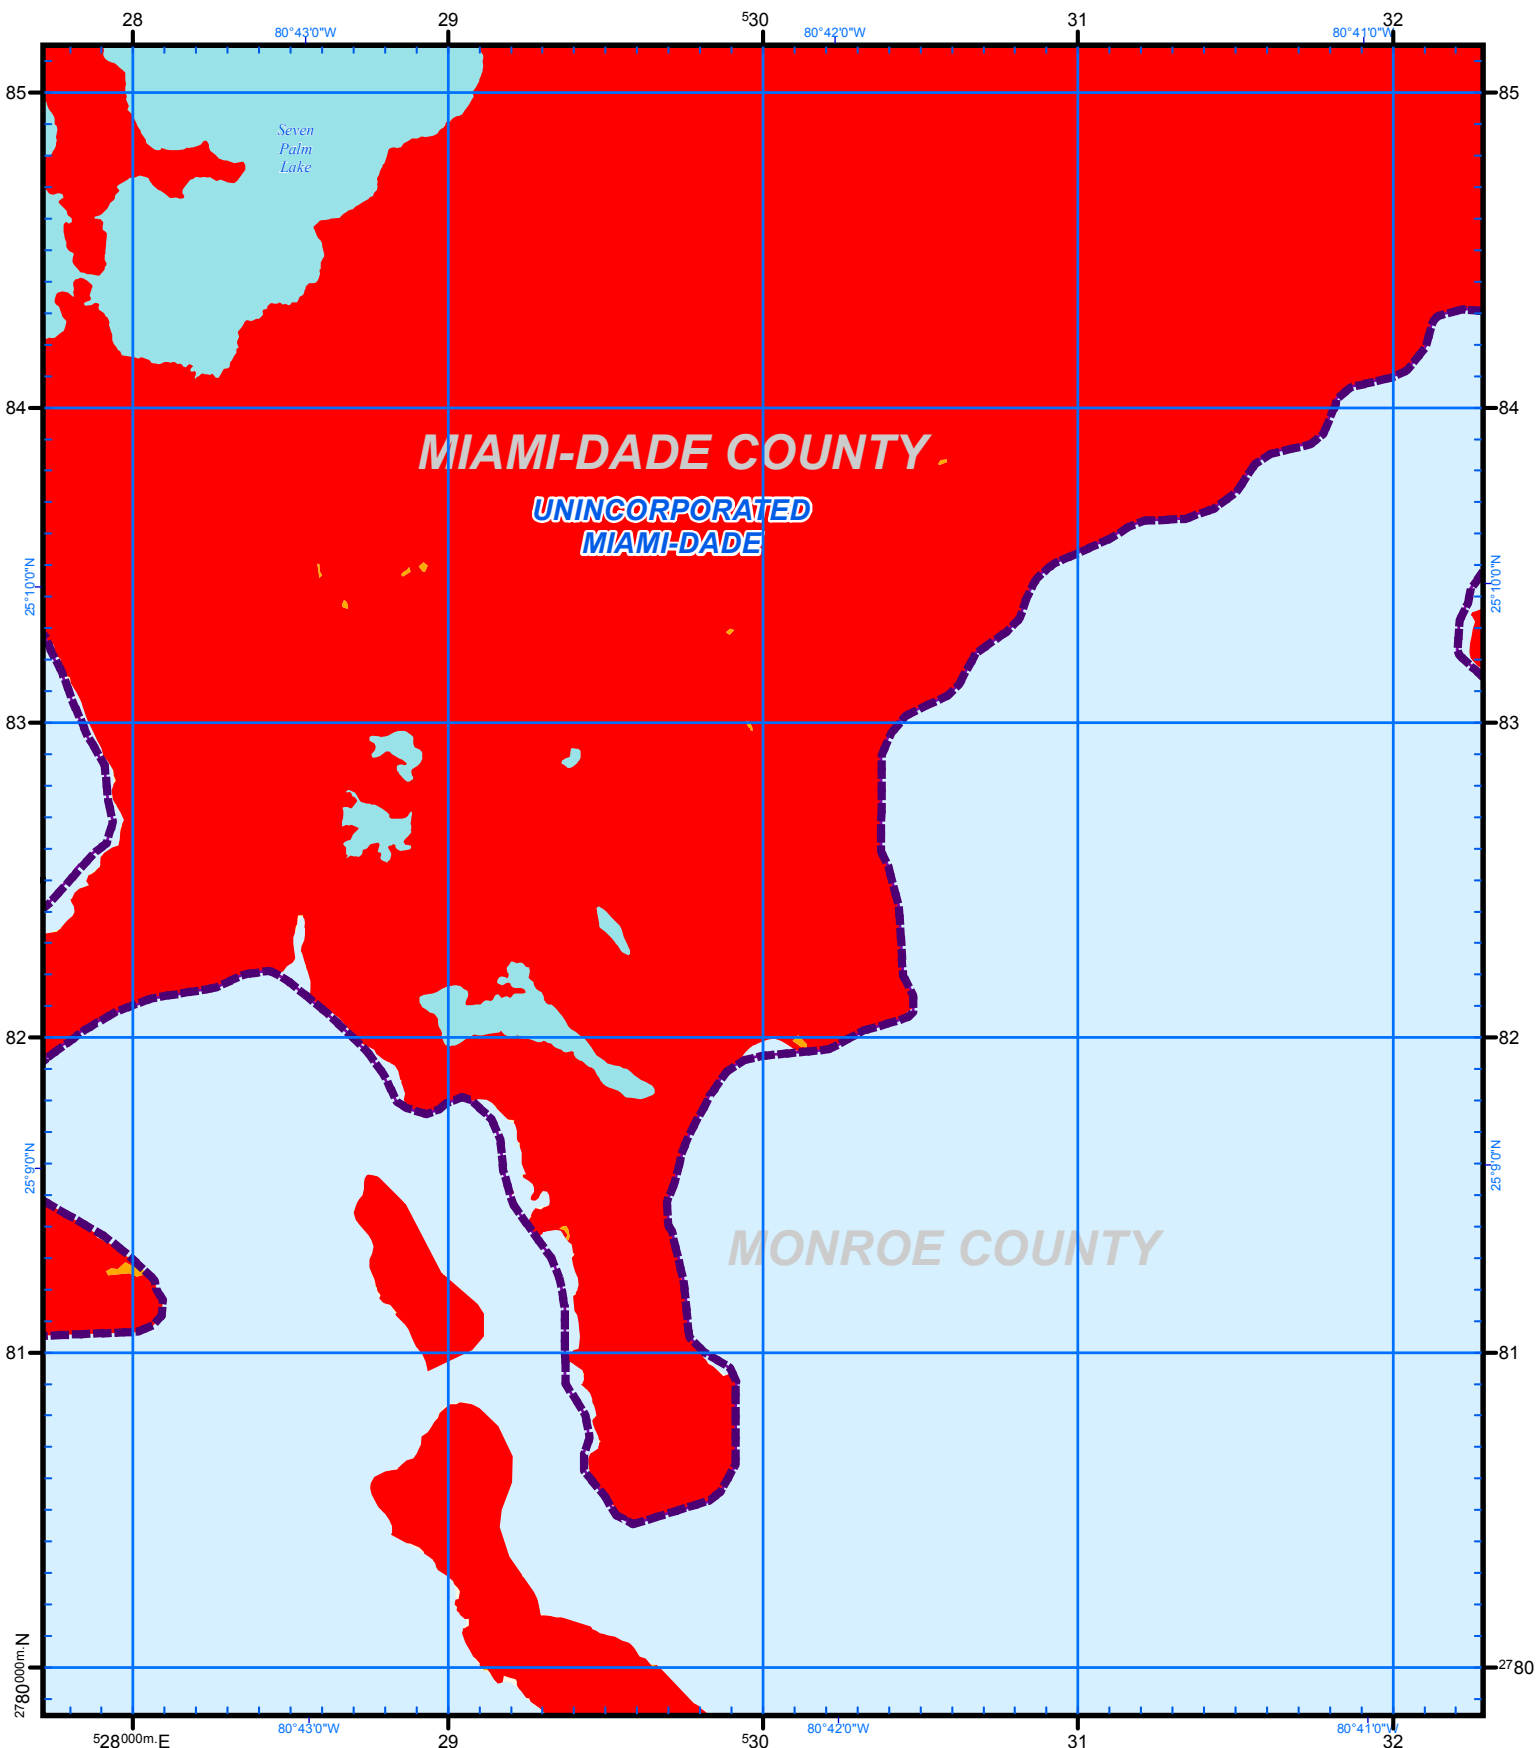 28 29 530 31 32
80°43'0"W 80°42'0"W 80°41'0"W
85 85
Seven
Palm
Lake
84 84
MIAMI-DADE COUNTY
UNINCORPORATED
MIAMI-DADE
25°10'0"N 25°10'0"N
83 83
82 82
25°9'0"N 25°9'0"N
MONROE COUNTY
81 81
2780000m.N 2780
80°43'0"W 80°42'0"W 80°41'0"W
528000m.E 29 530 31 32